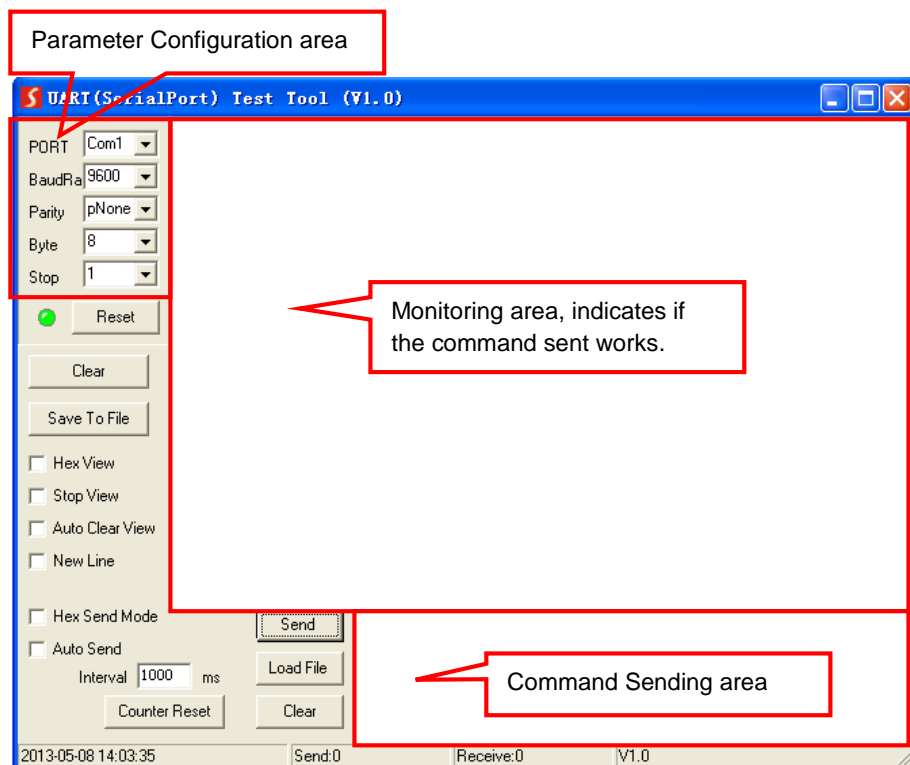 Parameter Configuration area
UART(SerialPort) Test Tool (V1.0)
PORT Com1
BaudRa 9600
Parity pNone
Byte 8
Stop 1
Reset
Monitoring area, indicates if
the command sent works.
Clear
Save To File
Hex View
Stop View
Auto Clear View
New Line
Hex Send Mode
Send
Auto Send
Interval 1000 ms
Load File
Command Sending area
Counter Reset
Clear
2013-05-08 14:03:35 Send:0 Receive:0 V1.0